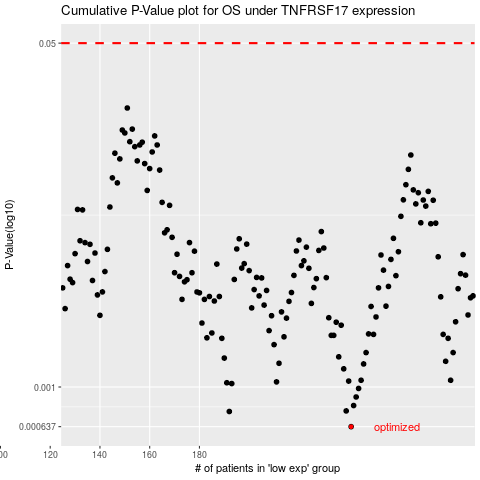 Cumulative P-Value plot for OS under TNFRSF17 expression
0.05
P-Value(log10)
0.001
0.000637
optimized
00 120 140 160 180
# of patients in 'low exp' group